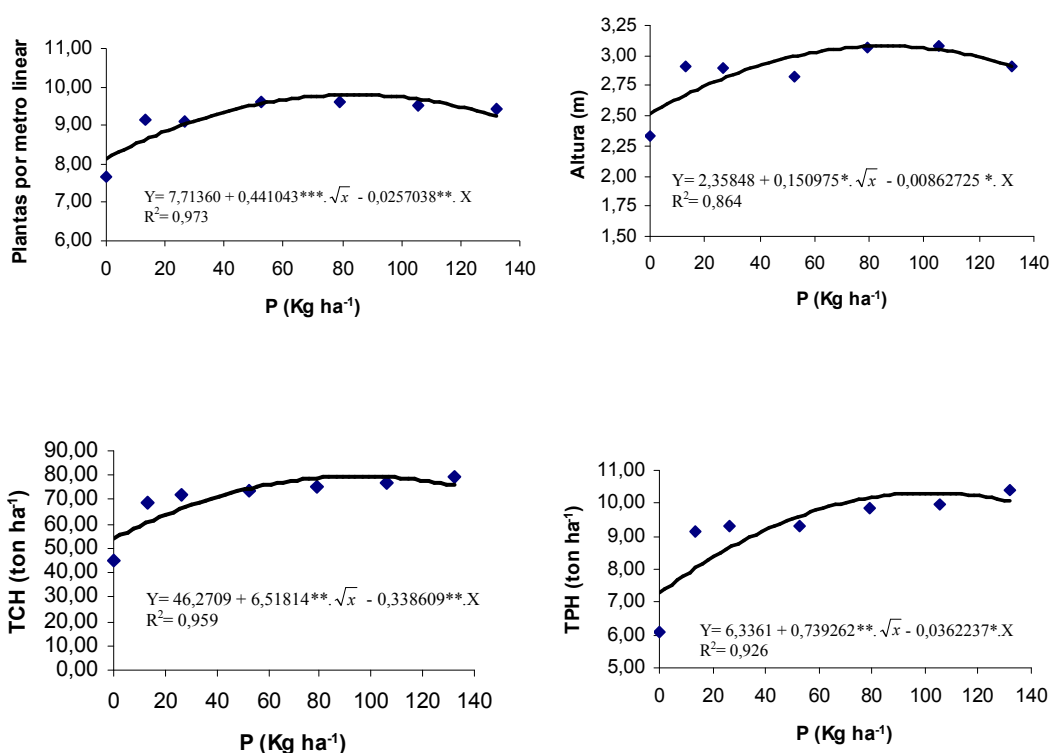 Plantas por metro linear
11,00
10,00
9,00
8,00
7,00
6,00
Y= 7,71360 + 0,441043***. √x - 0,0257038**. X
R²= 0,973
0 20 40 60 80 100 120 140
P (Kg ha⁻¹)
Altura (m)
3,25
3,00
2,75
2,50
2,25
2,00
1,75
1,50
Y= 2,35848 + 0,150975*. √x - 0,00862725 *. X
R²= 0,864
0 20 40 60 80 100 120 140
P (Kg ha⁻¹)
TCH (ton ha⁻¹)
90,00
80,00
70,00
60,00
50,00
40,00
30,00
20,00
10,00
0,00
Y= 46,2709 + 6,51814**. √x - 0,338609**.X
R²= 0,959
0 20 40 60 80 100 120 140
P (Kg ha⁻¹)
TPH (ton ha⁻¹)
11,00
10,00
9,00
8,00
7,00
6,00
5,00
Y= 6,3361 + 0,739262**. √x - 0,0362237*.X
R²= 0,926
0 20 40 60 80 100 120 140
P (Kg ha⁻¹)